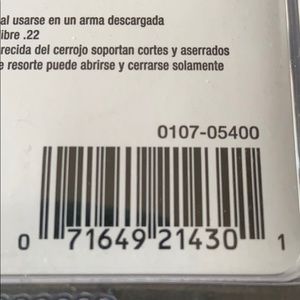 al usarse en un arma descargada
libre .22
recida del cerrojo soportan cortes y aserrados
e resorte puede abrirse y cerrarse solamente
0107-05400
0 71649 21430 1